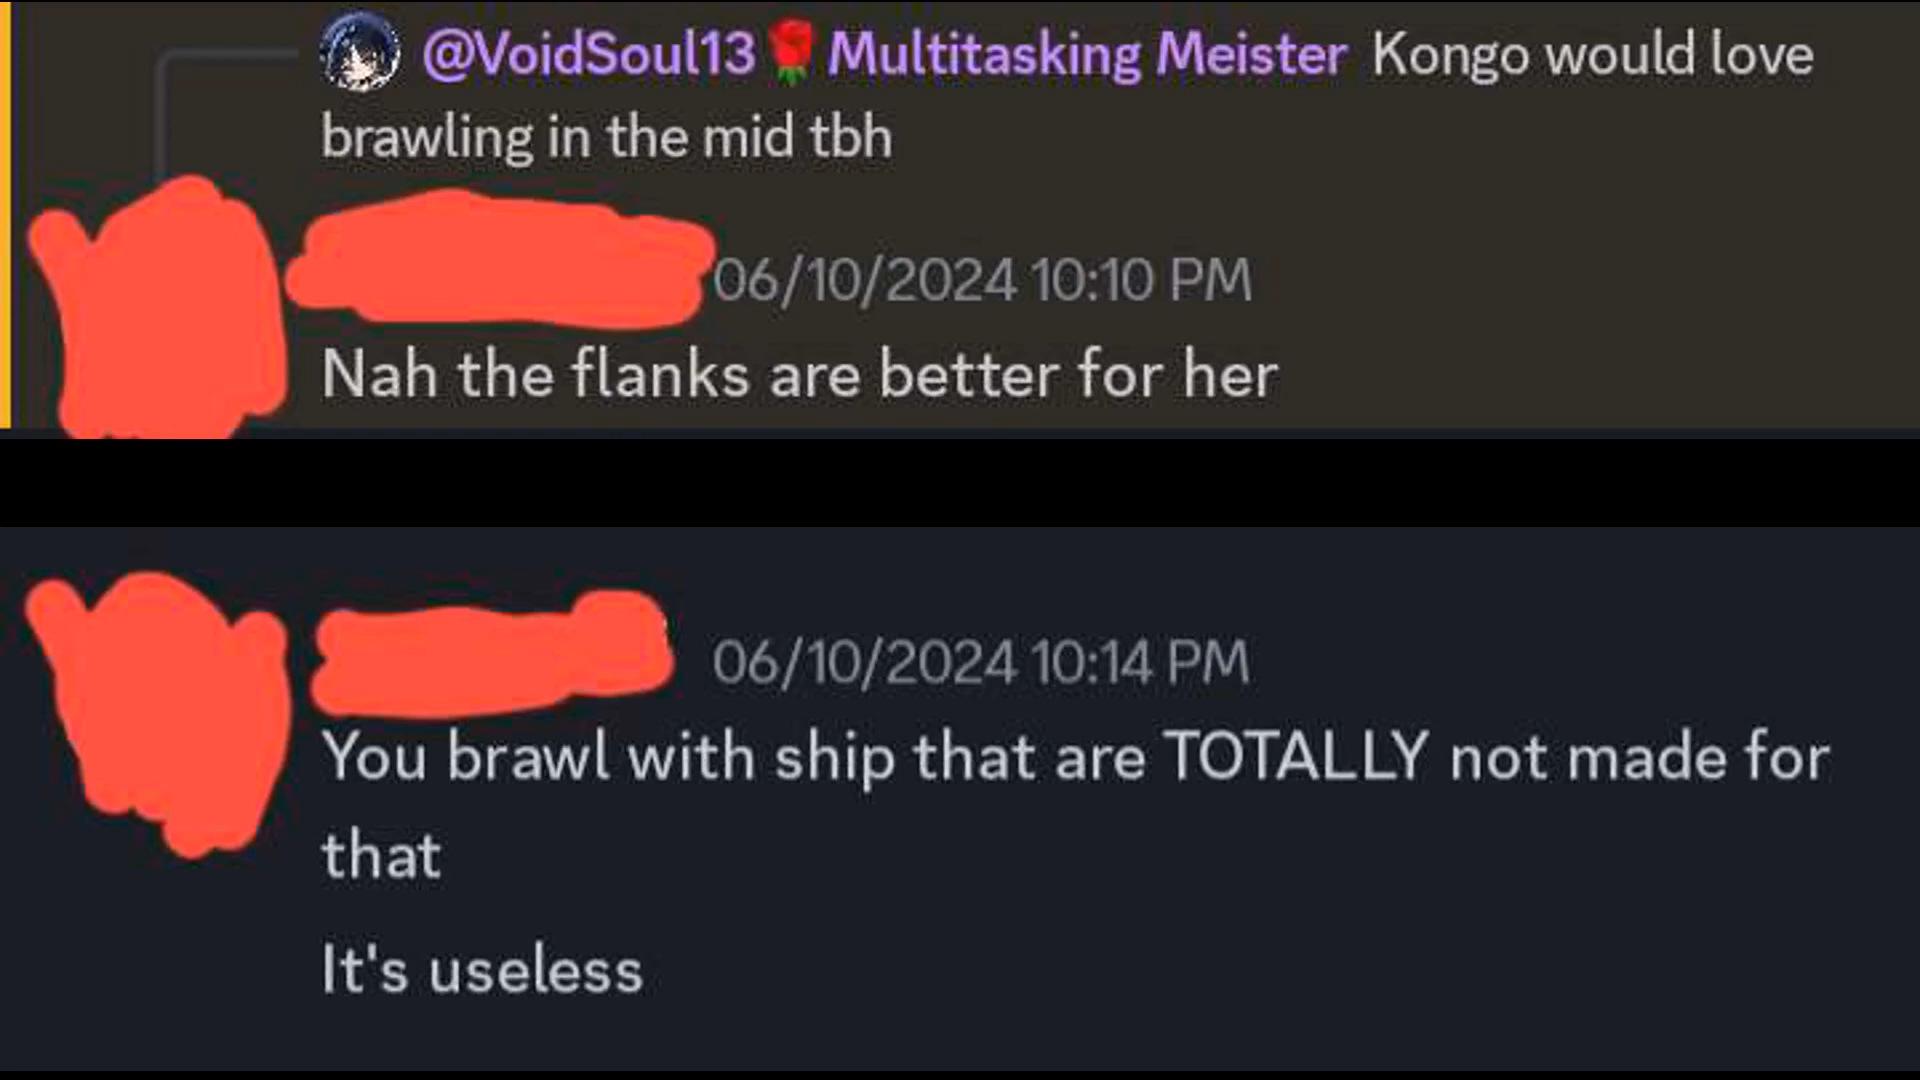 @VoidSoul13🌹Multitasking Meister Kongo would love
brawling in the mid tbh
06/10/2024 10:10 PM
Nah the flanks are better for her
06/10/2024 10:14 PM
You brawl with ship that are TOTALLY not made for
that
It's useless